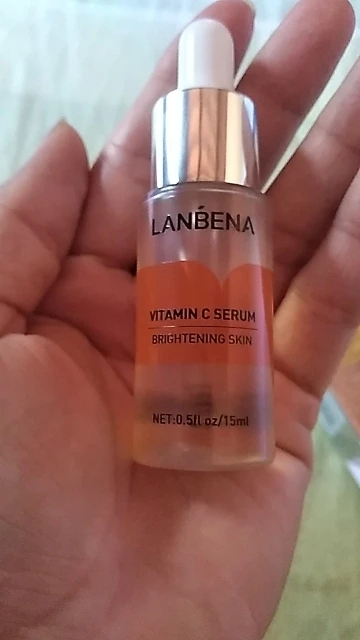 LANBENA
VITAMIN C SERUM
BRIGHTENING SKIN
NET:0.5fl oz/15ml